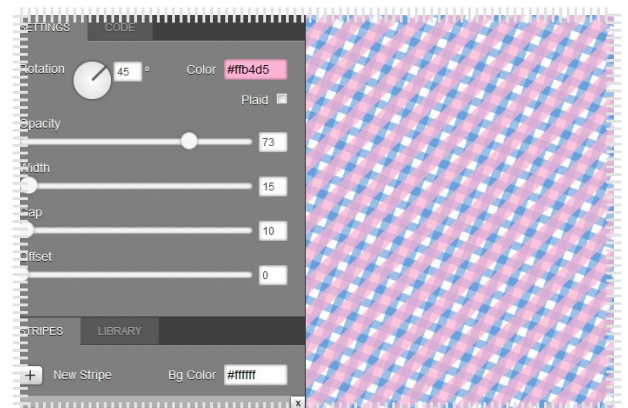 SETTINGS CODE
Rotation 45 ° Color #ffb4d5
Plaid
Opacity
73
Width
15
Gap
10
Offset
0
STRIPES LIBRARY
+ New Stripe Bg Color #ffffff
x